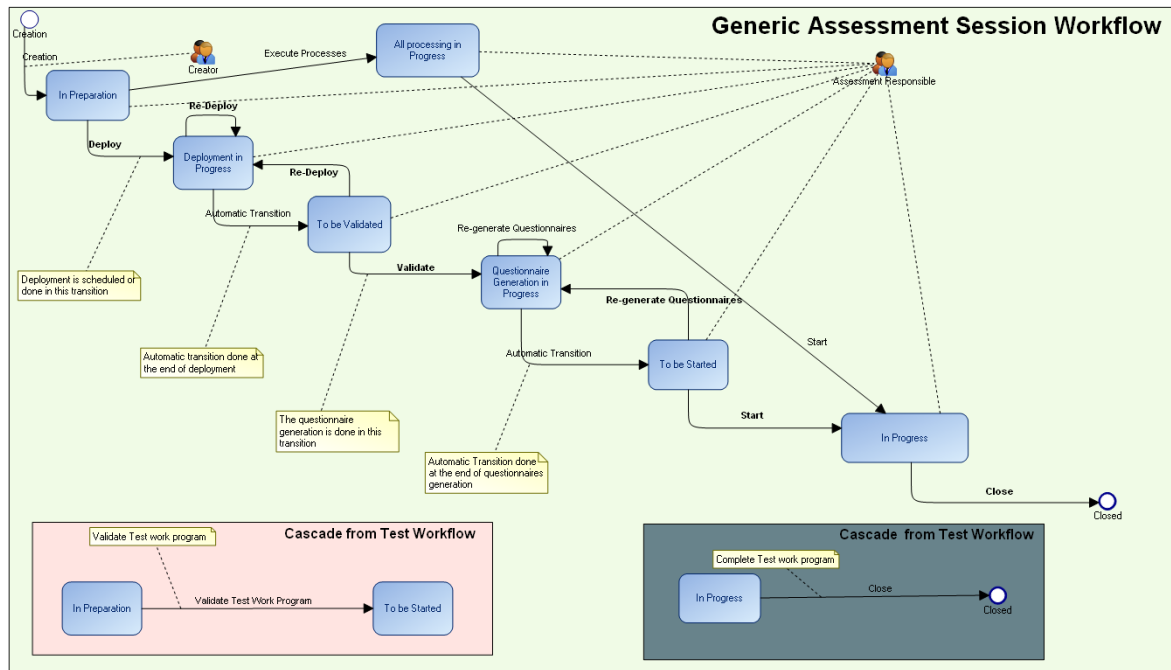 Generic Assessment Session Workflow
Creation
Creation
Creator
Execute Processes
All processing in
Progress
Assessment Responsible
In Preparation
Re-Deploy
Deploy
Deployment in
Progress
Re-Deploy
Automatic Transition
To be Validated
Re-generate Questionnaires
Validate
Questionnaire
Generation in
Progress
Deployment is scheduled or
done in this transition
Re-generate Questionnaires
Start
Automatic transition done at
the end of deployment
Automatic Transition
To be Started
The questionnaire
generation is done in this
transition
Start
In Progress
Automatic Transition done
at the end of questionnaires
generation
Close
Closed
Cascade from Test Workflow
Validate Test work program
In Preparation
Validate Test Work Program
To be Started
Cascade from Test Workflow
Complete Test work program
In Progress
Close
Closed